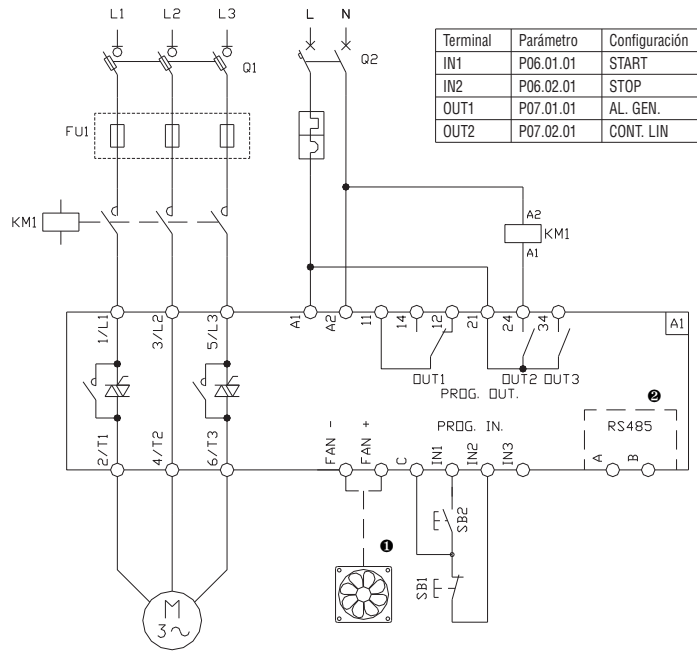 L1 L2 L3 L N
Q1 Q2
Terminal Parámetro Configuración
IN1 P06.01.01 START
IN2 P06.02.01 STOP
OUT1 P07.01.01 AL. GEN.
OUT2 P07.02.01 CONT. LIN
FU1
KM1
A2
KM1
A1
1/L1 3/L2 5/L3 A1 A2 11 14 12 21 24 34 A1
OUT1 OUT2 OUT3
PROG. OUT.
❷
PROG. IN. RS485
2/T1 4/T2 6/T3 FAN - FAN + C IN1 IN2 IN3 A B
SB2
❶
SB1
M
3~